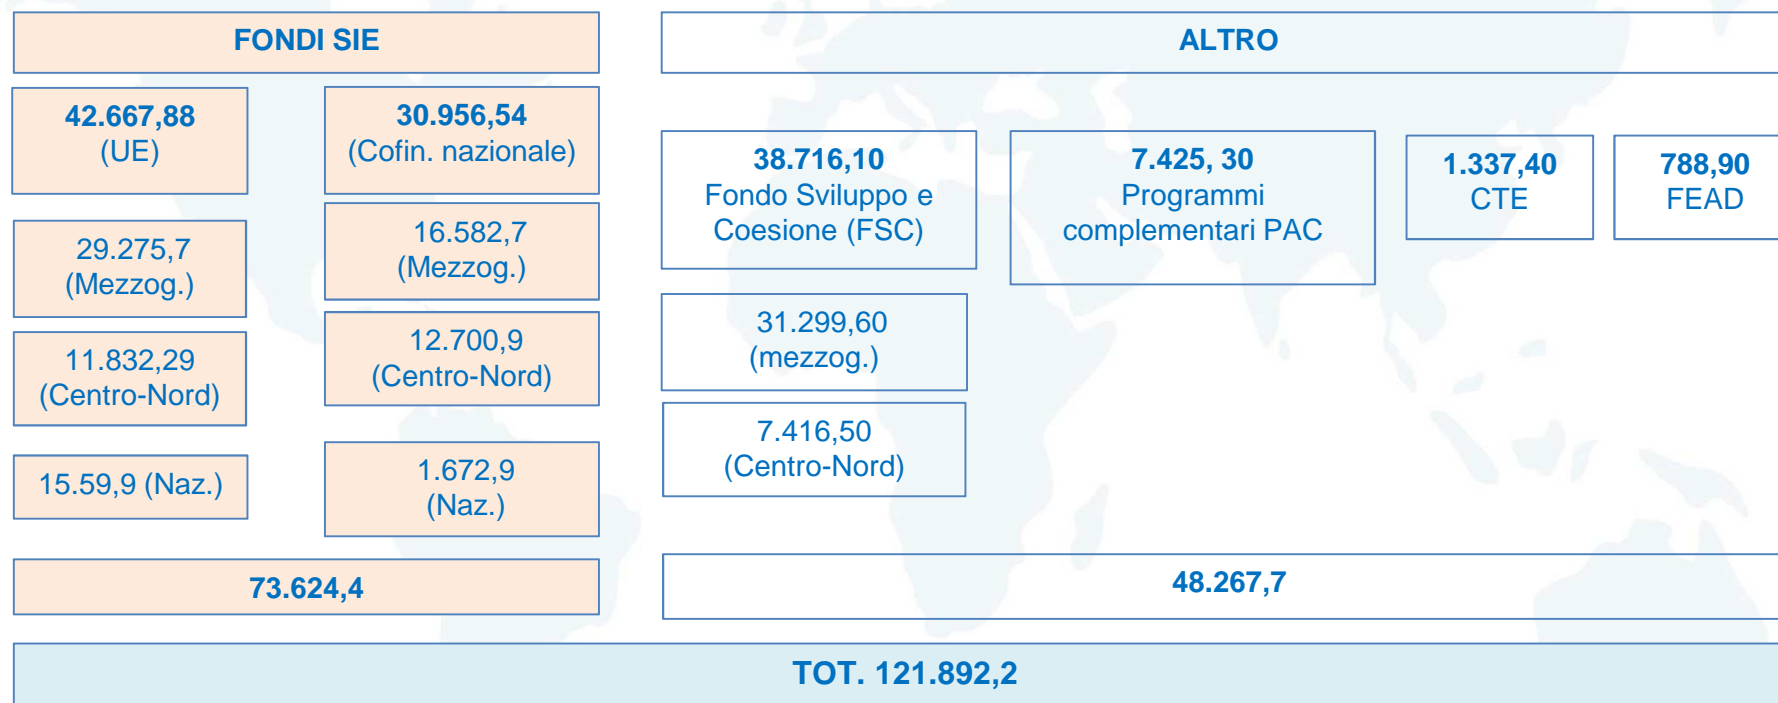 FONDI SIE
42.667,88
(UE)
30.956,54
(Cofin. nazionale)
29.275,7
(Mezzog.)
16.582,7
(Mezzog.)
11.832,29
(Centro-Nord)
12.700,9
(Centro-Nord)
15.59,9 (Naz.)
1.672,9
(Naz.)
73.624,4
ALTRO
38.716,10
Fondo Sviluppo e
Coesione (FSC)
7.425, 30
Programmi
complementari PAC
1.337,40
CTE
788,90
FEAD
31.299,60
(mezzog.)
7.416,50
(Centro-Nord)
48.267,7
TOT. 121.892,2